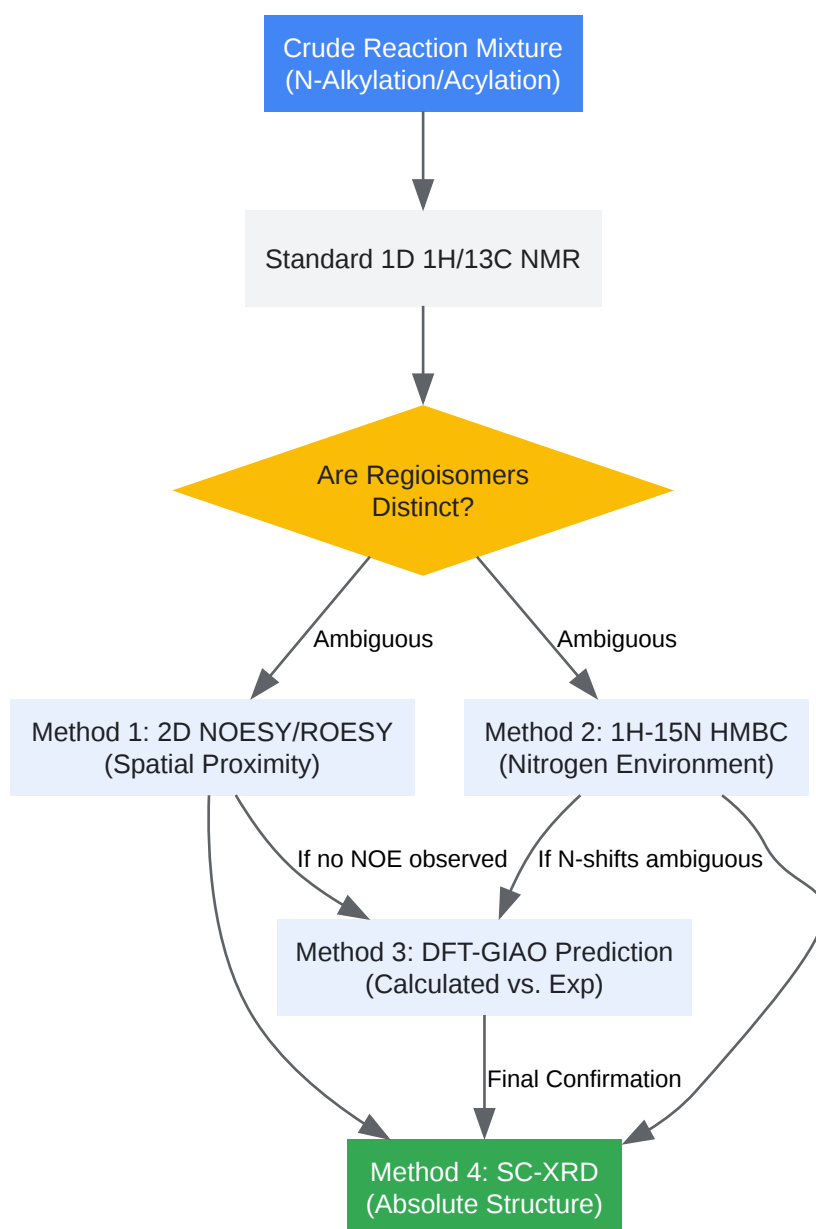 Crude Reaction Mixture
(N-Alkylation/Acylation)
Standard 1D 1H/13C NMR
Are Regioisomers
Distinct?
Ambiguous
Ambiguous
Method 1: 2D NOESY/ROESY
(Spatial Proximity)
Method 2: 1H-15N HMBC
(Nitrogen Environment)
If no NOE observed
If N-shifts ambiguous
Method 3: DFT-GIAO Prediction
(Calculated vs. Exp)
Final Confirmation
Method 4: SC-XRD
(Absolute Structure)